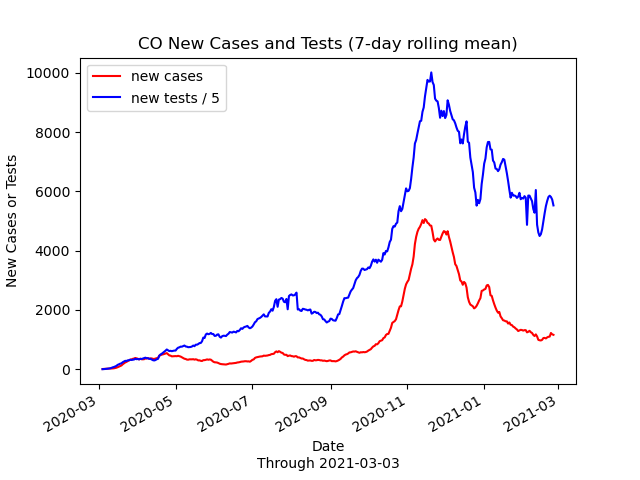 CO New Cases and Tests (7-day rolling mean)
new cases
new tests / 5
10000
8000
6000
4000
2000
0
New Cases or Tests
2020-03
2020-05
2020-07
2020-09
2020-11
2021-01
2021-03
Date
Through 2021-03-03